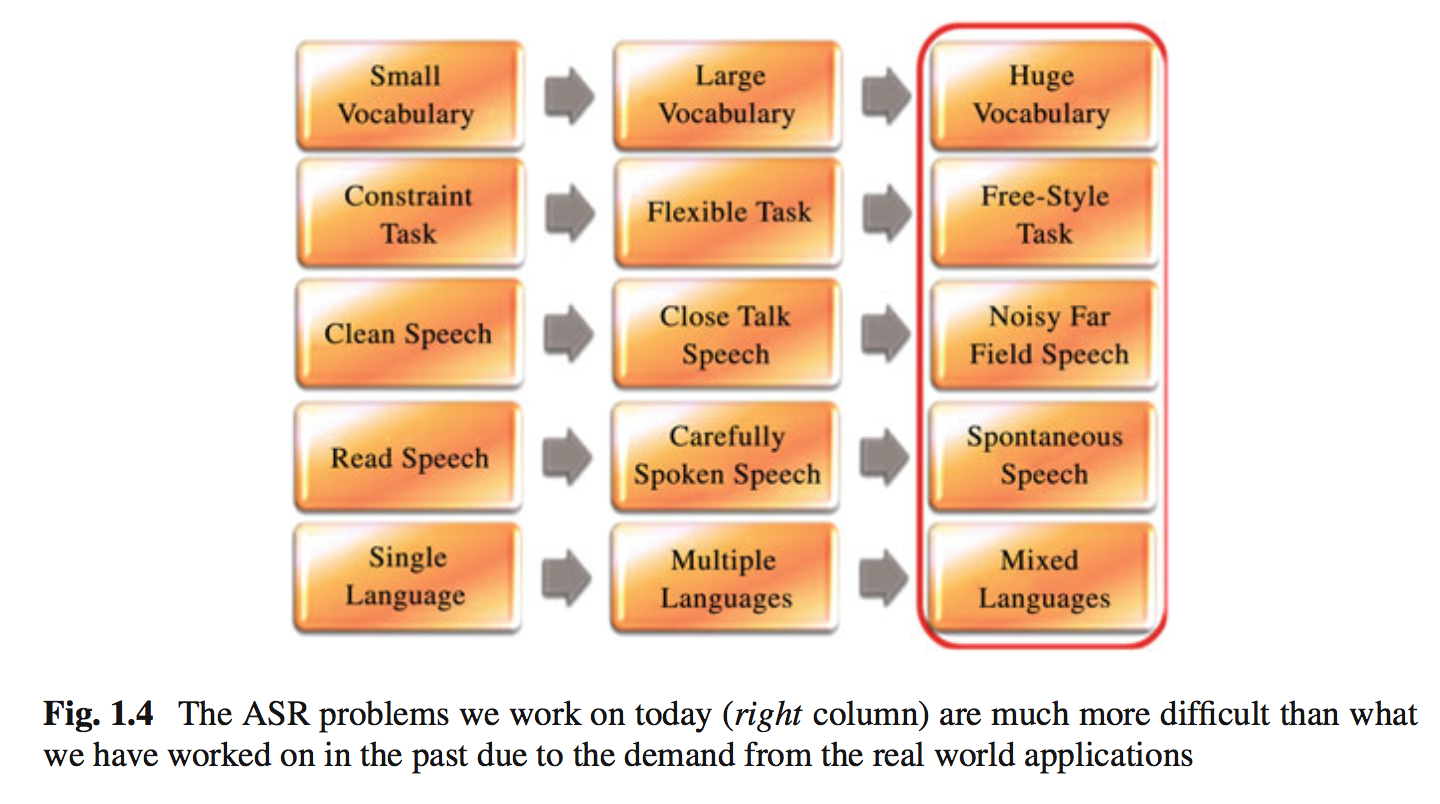 Small
Vocabulary
Large
Vocabulary
Huge
Vocabulary
Constraint
Task
Flexible Task
Free-Style
Task
Clean Speech
Close Talk
Speech
Noisy Far
Field Speech
Read Speech
Carefully
Spoken Speech
Spontaneous
Speech
Single
Language
Multiple
Languages
Mixed
Languages
Fig. 1.4 The ASR problems we work on today (right column) are much more difficult than what
we have worked on in the past due to the demand from the real world applications